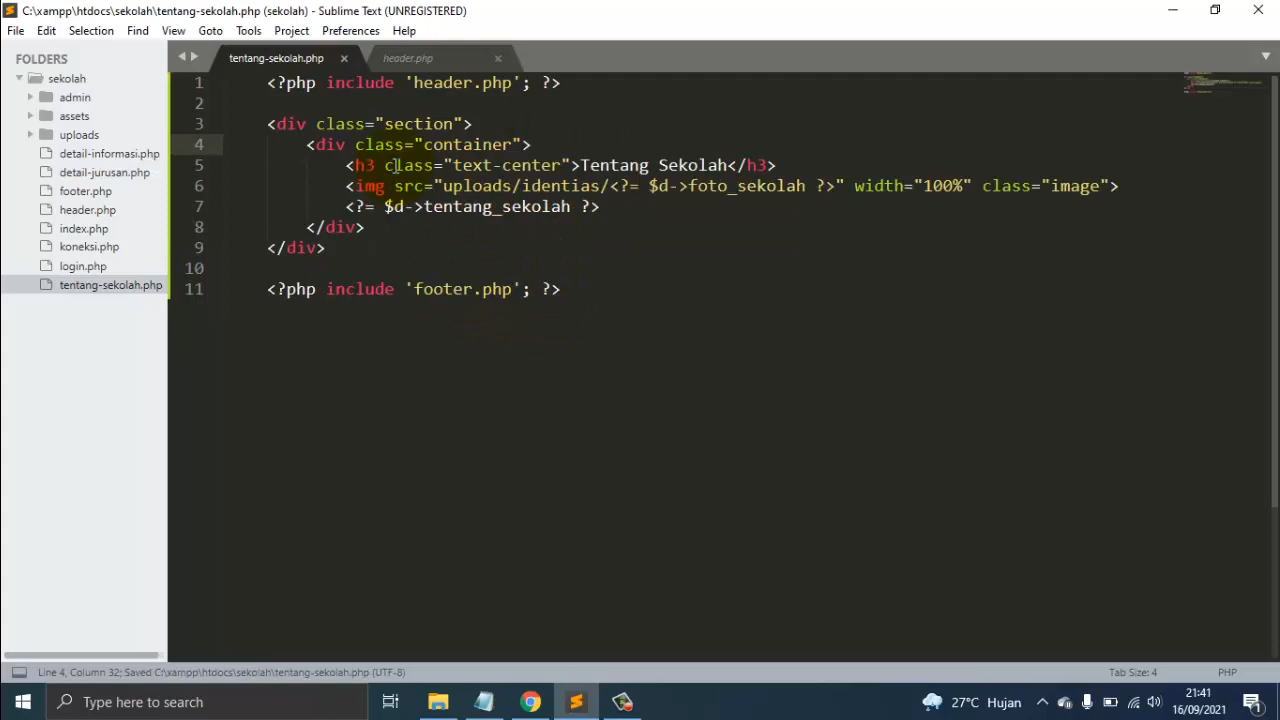 C:\xampp\htdocs\sekolah\tentang-sekolah.php (sekolah) - Sublime Text (UNREGISTERED)
File Edit Selection Find View Goto Tools Project Preferences Help
FOLDERS
sekolah
admin
assets
uploads
detail-informasi.php
detail-jurusan.php
footer.php
header.php
index.php
koneksi.php
login.php
tentang-sekolah.php
tentang-sekolah.php header.php
1 <?php include 'header.php'; ?>
2
3 <div class="section">
4 <div class="container">
5 <h3 class="text-center">Tentang Sekolah</h3>
6 <img src="uploads/identias/<?= $d->foto_sekolah ?>" width="100%" class="image">
7 <?= $d->tentang_sekolah ?>
8 </div>
9 </div>
10
11 <?php include 'footer.php'; ?>
Line 4, Column 32; Saved C:\xampp\htdocs\sekolah\tentang-sekolah.php (UTF-8) Tab Size: 4 PHP
Type here to search
27°C Hujan
21:41
16/09/2021
1